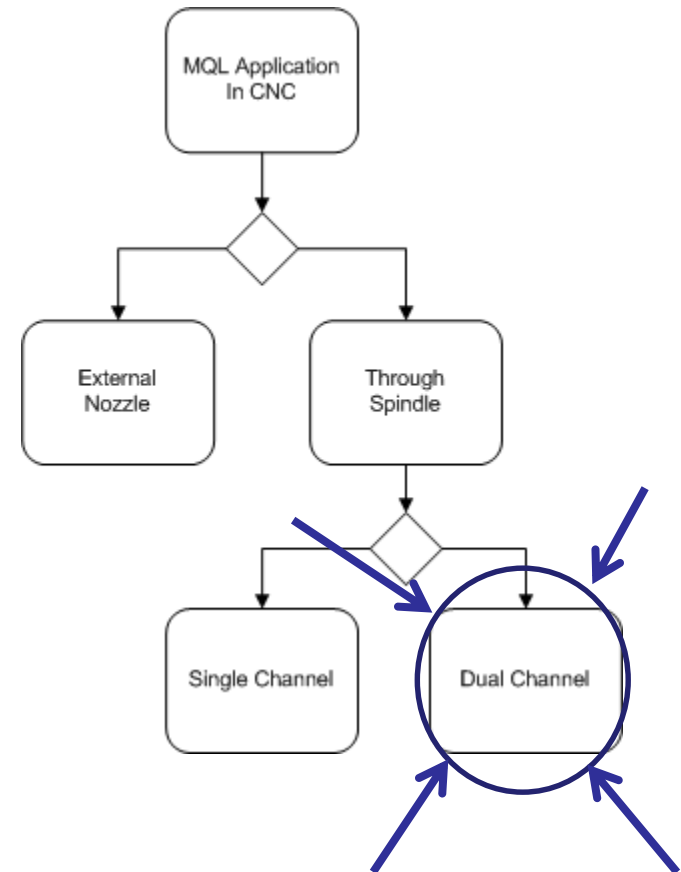 MQL Application
In CNC
External
Nozzle
Through
Spindle
Single Channel
Dual Channel